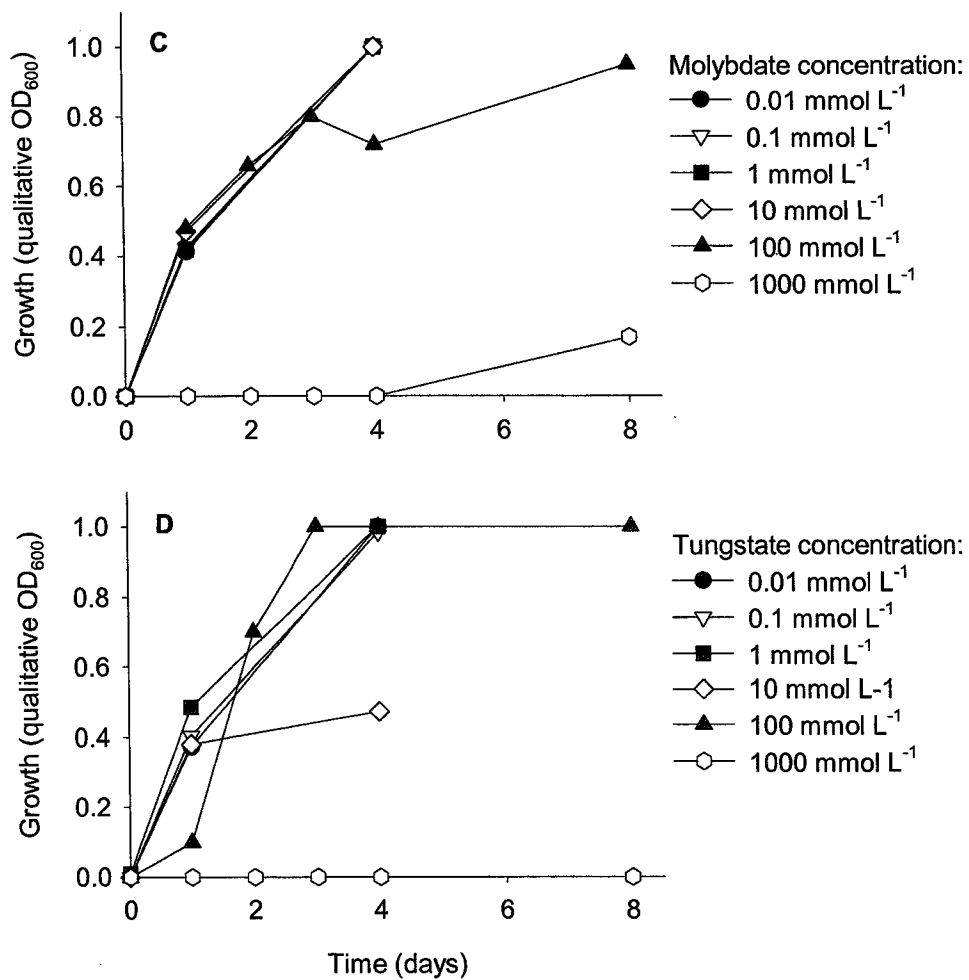 C
Growth (qualitative OD600)
1.0
0.8
0.6
0.4
0.2
0.0
0 2 4 6 8
Molybdate concentration:
0.01 mmol L-1
0.1 mmol L-1
1 mmol L-1
10 mmol L-1
100 mmol L-1
1000 mmol L-1
D
Growth (qualitative OD600)
1.0
0.8
0.6
0.4
0.2
0.0
0 2 4 6 8
Time (days)
Tungstate concentration:
0.01 mmol L-1
0.1 mmol L-1
1 mmol L-1
10 mmol L-1
100 mmol L-1
1000 mmol L-1